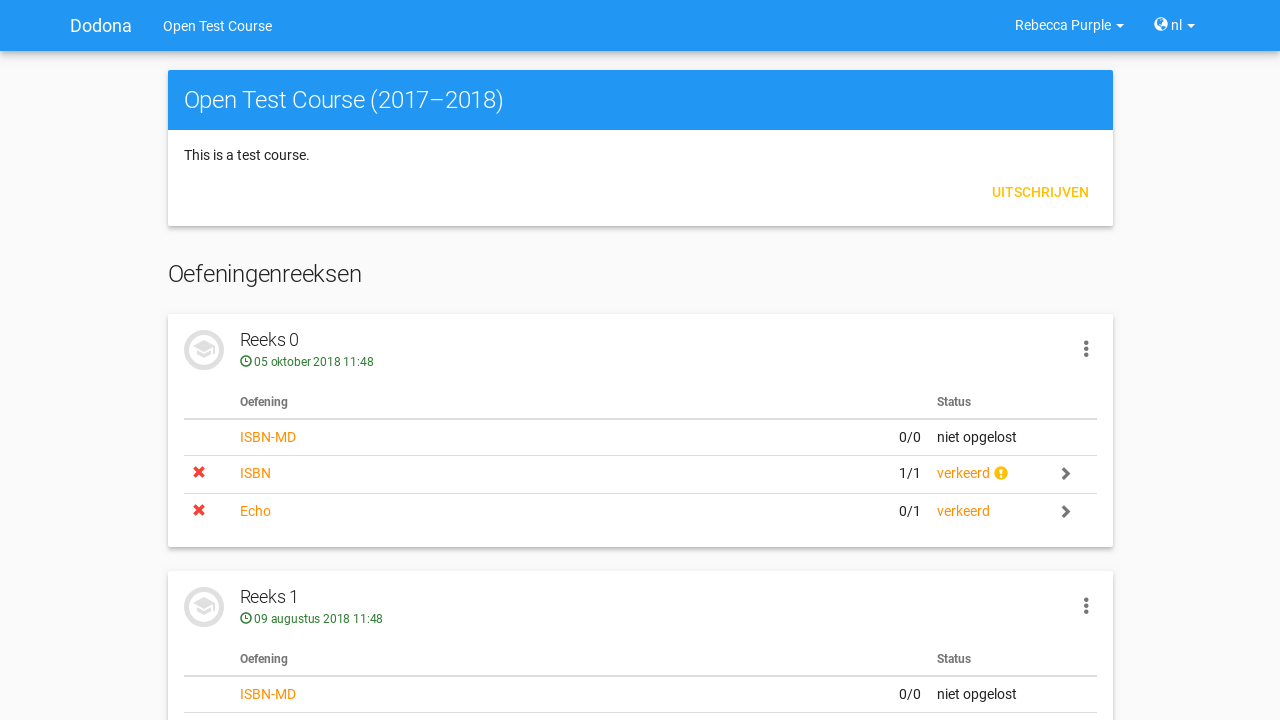 Dodona Open Test Course Rebecca Purple nl
Open Test Course (2017–2018)
This is a test course.
UITSCHRIJVEN
Oefeningenreeksen
Reeks 0
05 oktober 2018 11:48
Oefening Status
ISBN-MD 0/0 niet opgelost
ISBN 1/1 verkeerd
Echo 0/1 verkeerd
Reeks 1
09 augustus 2018 11:48
Oefening Status
ISBN-MD 0/0 niet opgelost